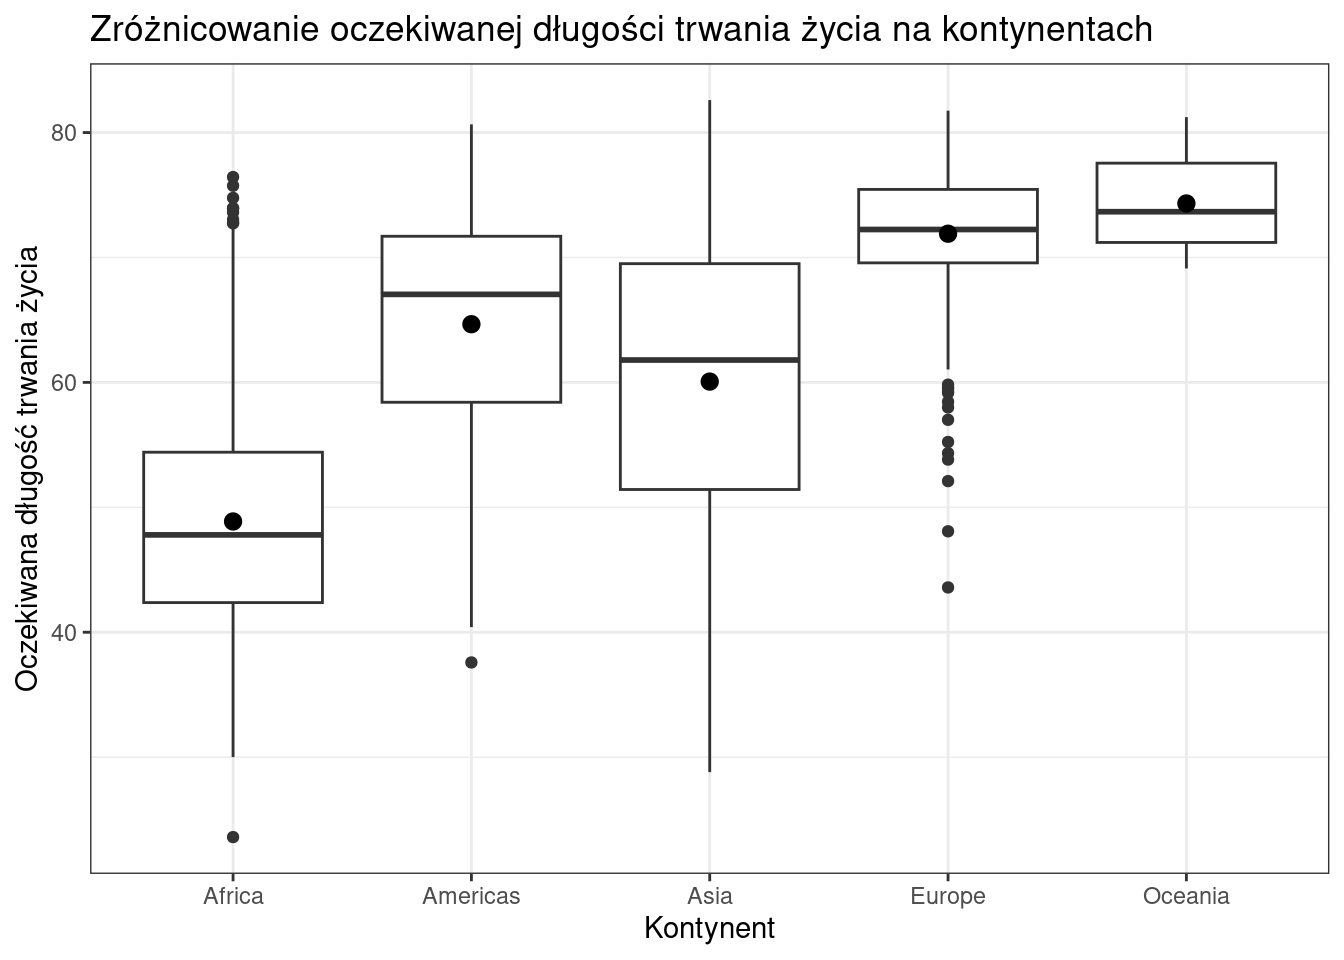 Zróżnicowanie oczekiwanej długości trwania życia na kontynentach
Oczekiwana długość trwania życia
80
60
40
Africa
Americas
Asia
Europe
Oceania
Kontynent